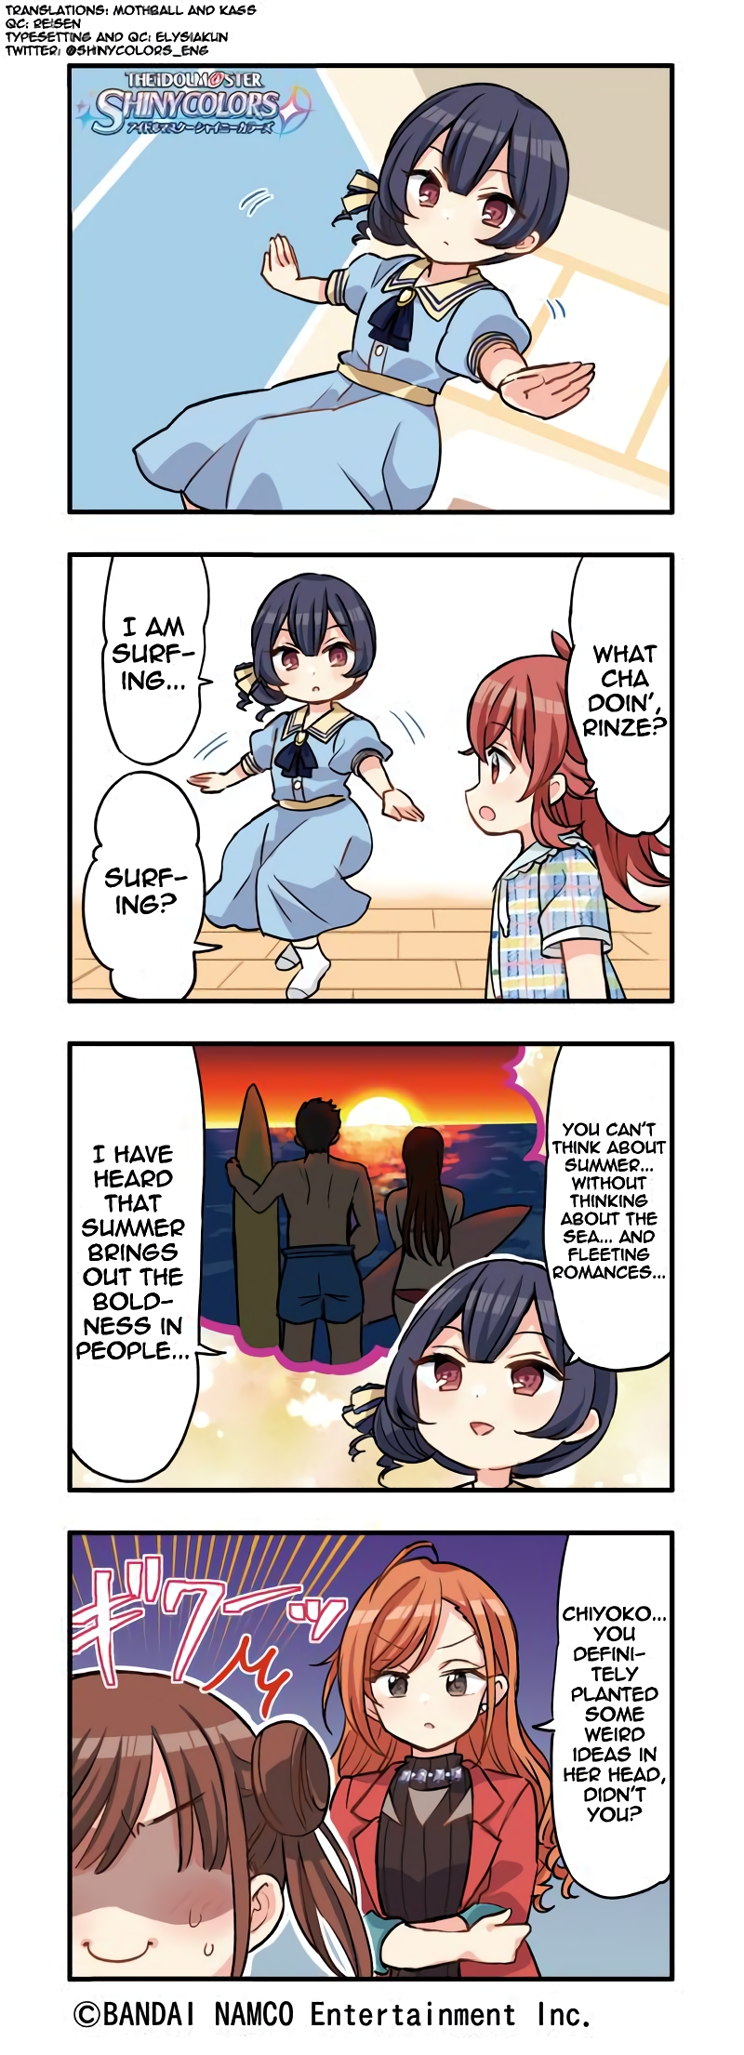 TRANSLATIONS: MOTHBALL AND KASS
QC: REISEN
TYPESETTING AND QC: ELYSIAKUN
TWITTER: @SHINYCOLORS_ENG
THE iDOLM@STER
SHINYCOLORS
アイドルマスターシャイニーカラーズ
WHAT
CHA
DOIN',
RINZE?
I AM
SURF-
ING...
SURF-
ING?
YOU CAN'T
THINK ABOUT
SUMMER...
WITHOUT
THINKING
ABOUT THE
SEA... AND
FLEETING
ROMANCES...
I HAVE
HEARD
THAT
SUMMER
BRINGS
OUT THE
BOLD-
NESS IN
PEOPLE...
CHIYOKO...
YOU
DEFINI-
TELY
PLANTED
SOME
WEIRD
IDEAS IN
HER HEAD,
DIDN'T
YOU?
ギクーッ
©BANDAI NAMCO Entertainment Inc.